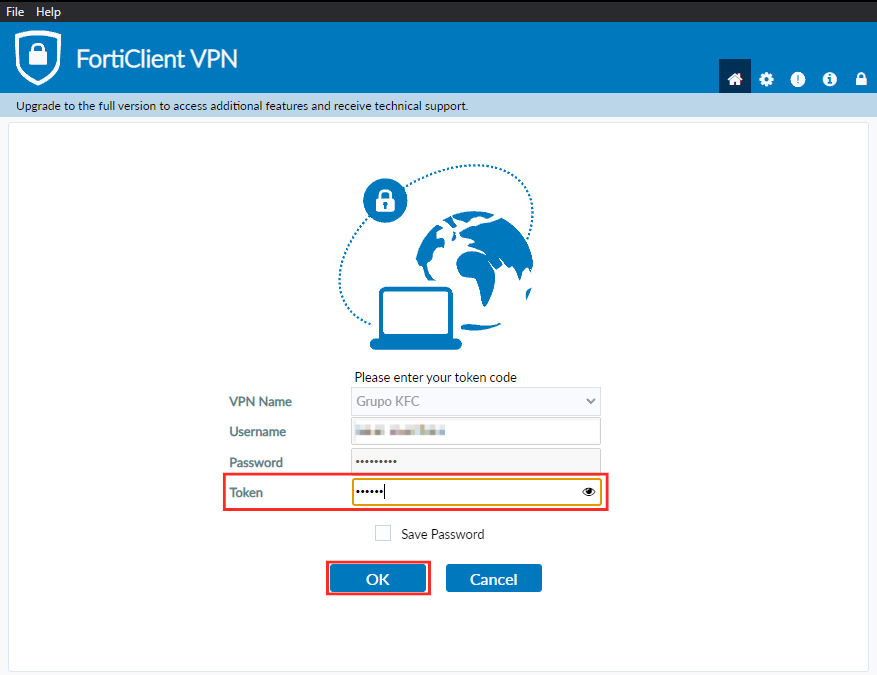 File Help
FortiClient VPN
Upgrade to the full version to access additional features and receive technical support.
Please enter your token code
VPN Name Grupo KFC
Username
Password •••••••••
Token ••••••
Save Password
OK Cancel